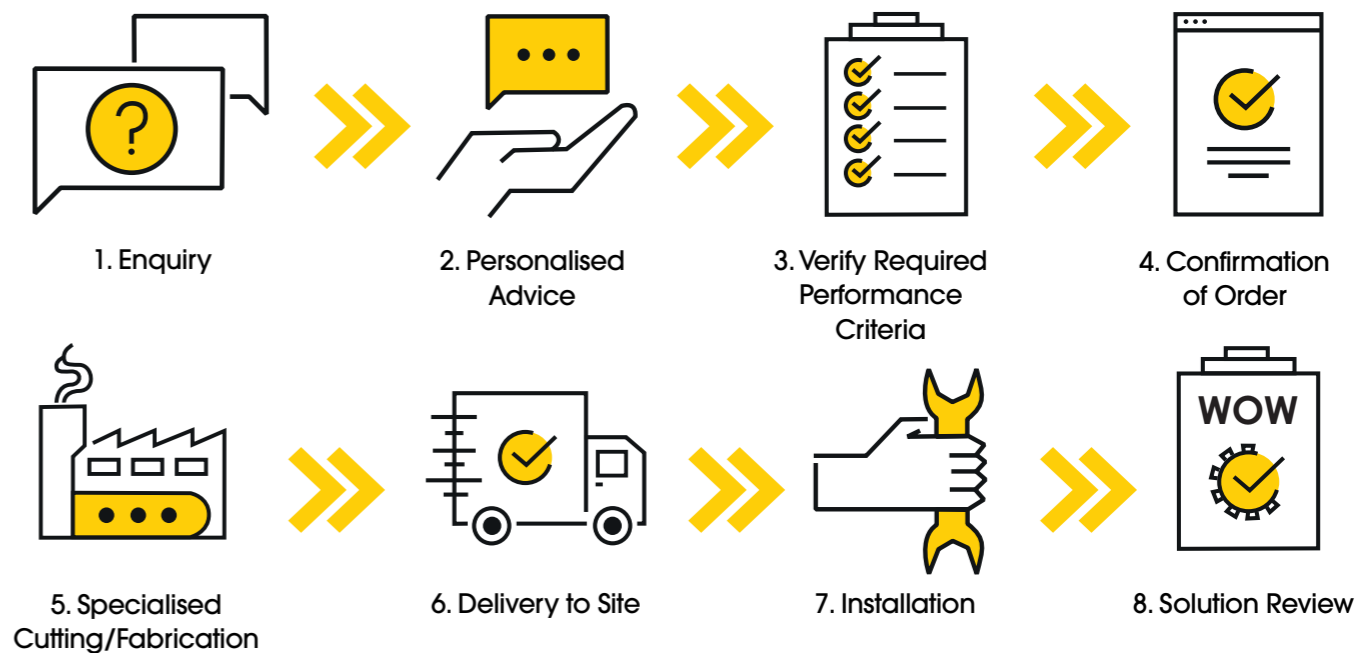 ?
1. Enquiry
2. Personalised
Advice
3. Verify Required
Performance
Criteria
4. Confirmation
of Order
5. Specialised
Cutting/Fabrication
6. Delivery to Site
7. Installation
WOW
8. Solution Review